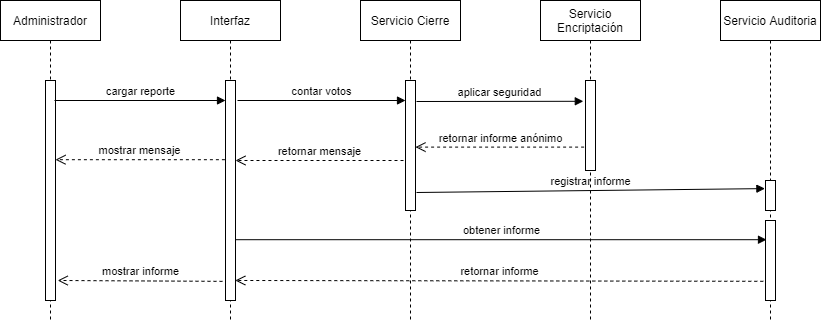 Administrador
Interfaz
Servicio Cierre
Servicio
Encriptación
Servicio Auditoria
cargar reporte
contar votos
aplicar seguridad
retornar informe anónimo
mostrar mensaje
retornar mensaje
registrar informe
obtener informe
mostrar informe
retornar informe